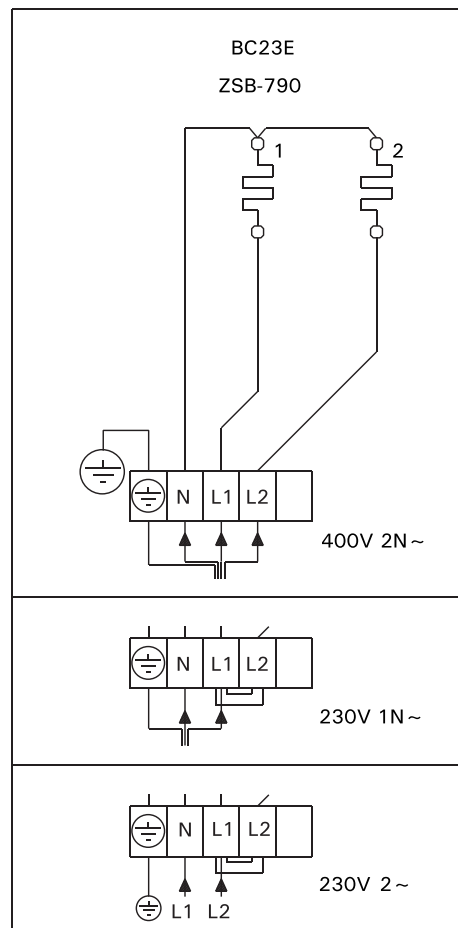 BC23E
ZSB-790
1 2
N L1 L2
400V 2N~
N L1 L2
230V 1N~
N L1 L2
230V 2~
L1 L2